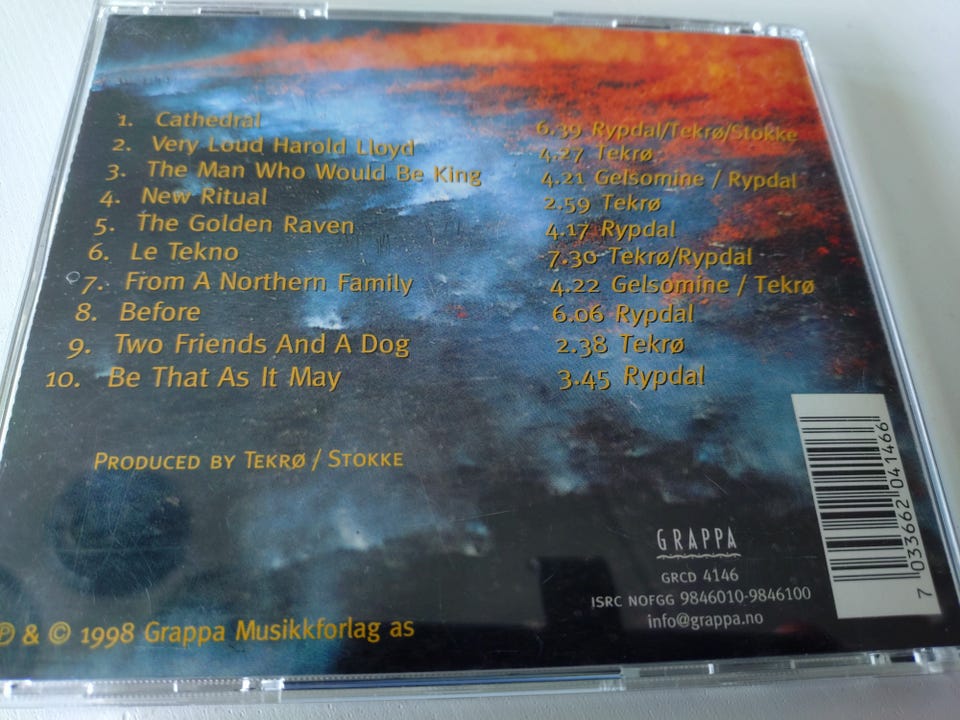 1. Cathedral 6.39 Rypdal/Tekrø/Stokke
2. Very Loud Harold Lloyd 4.27 Tekrø
3. The Man Who Would Be King 4.21 Gelsomine / Rypdal
4. New Ritual 2.59 Tekrø
5. The Golden Raven 4.17 Rypdal
6. Le Tekno 7.30 Tekrø/Rypdal
7. From A Northern Family 4.22 Gelsomine / Tekrø
8. Before 6.06 Rypdal
9. Two Friends And A Dog 2.38 Tekrø
10. Be That As It May 3.45 Rypdal
PRODUCED BY TEKRØ / STOKKE
GRAPPA
GRCD 4146
ISRC NOFGG 9846010-9846100
info@grappa.no
7 033662 041466
℗ & © 1998 Grappa Musikkforlag as